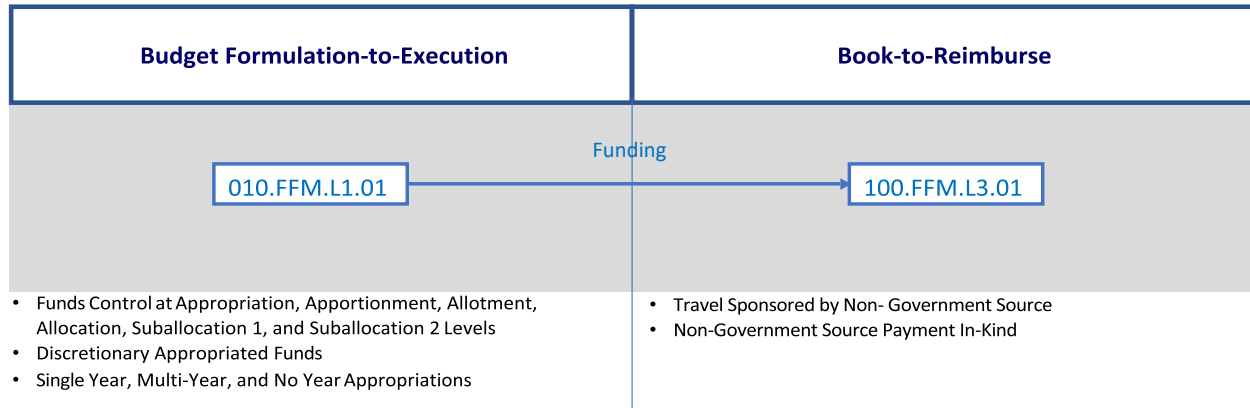 Budget Formulation-to-Execution
Book-to-Reimburse
Funding
010.FFM.L1.01
100.FFM.L3.01
• Funds Control at Appropriation, Apportionment, Allotment,
Allocation, Suballocation 1, and Suballocation 2 Levels
• Discretionary Appropriated Funds
• Single Year, Multi-Year, and No Year Appropriations
• Travel Sponsored by Non- Government Source
• Non-Government Source Payment In-Kind